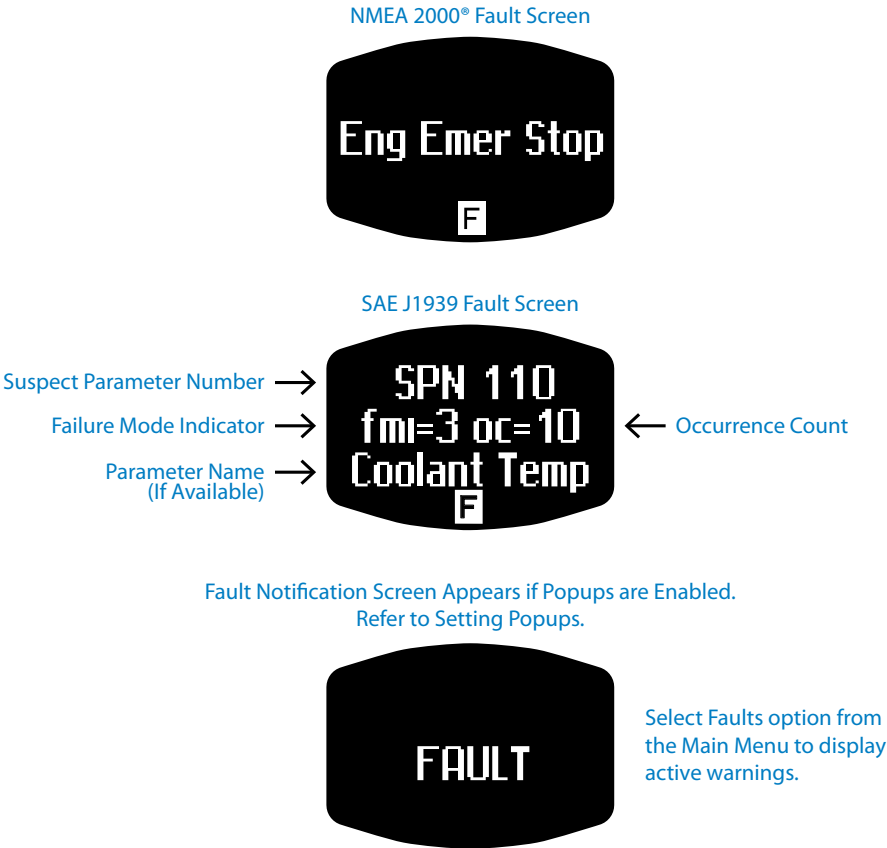 NMEA 2000® Fault Screen
Eng Emer Stop
F
SAE J1939 Fault Screen
Suspect Parameter Number
SPN 110
Failure Mode Indicator
fmi=3 oc=10
Occurrence Count
Parameter Name
(If Available)
Coolant Temp
F
Fault Notification Screen Appears if Popups are Enabled.
Refer to Setting Popups.
FAULT
Select Faults option from
the Main Menu to display
active warnings.